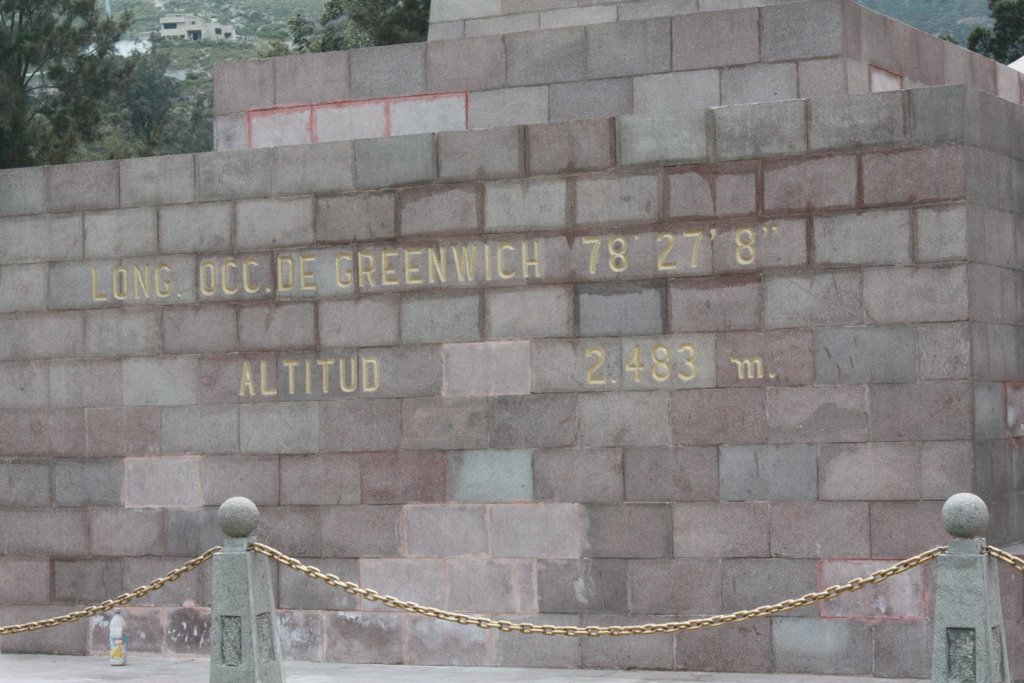 LONG. OCC. DE GREENWICH 78° 27' 8"
ALTITUD 2.483 m.